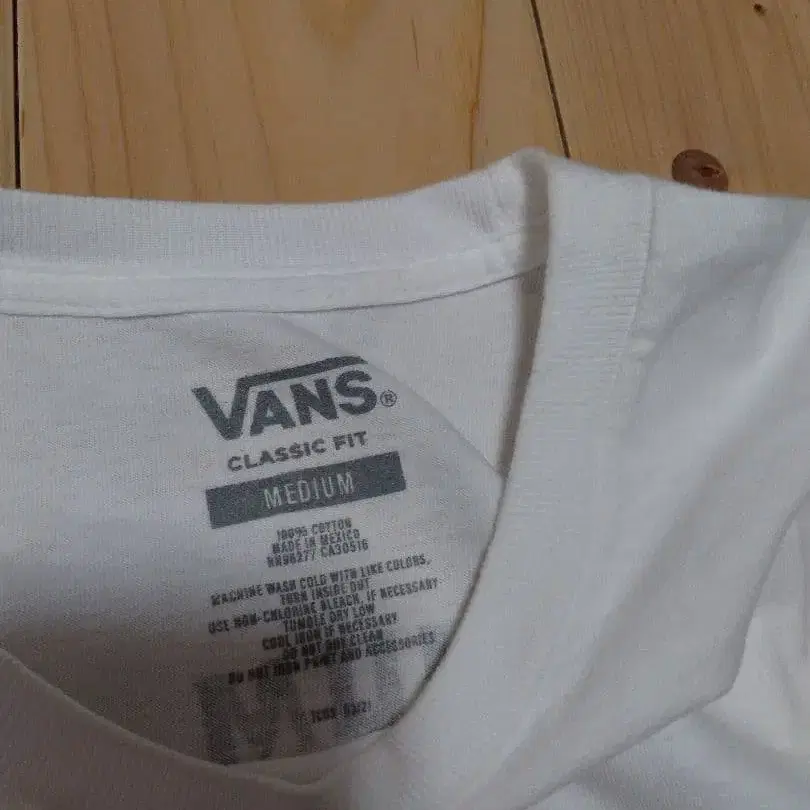 VANS®
CLASSIC FIT
MEDIUM
100% COTTON
MADE IN MEXICO
RN96277 CA30516
MACHINE WASH COLD WITH LIKE COLORS,
TURN INSIDE OUT
USE NON-CHLORINE BLEACH, IF NECESSARY
TUMBLE DRY LOW
COOL IRON IF NECESSARY
DO NOT DRY CLEAN
DO NOT IRON PRINT AND ACCESSORIES